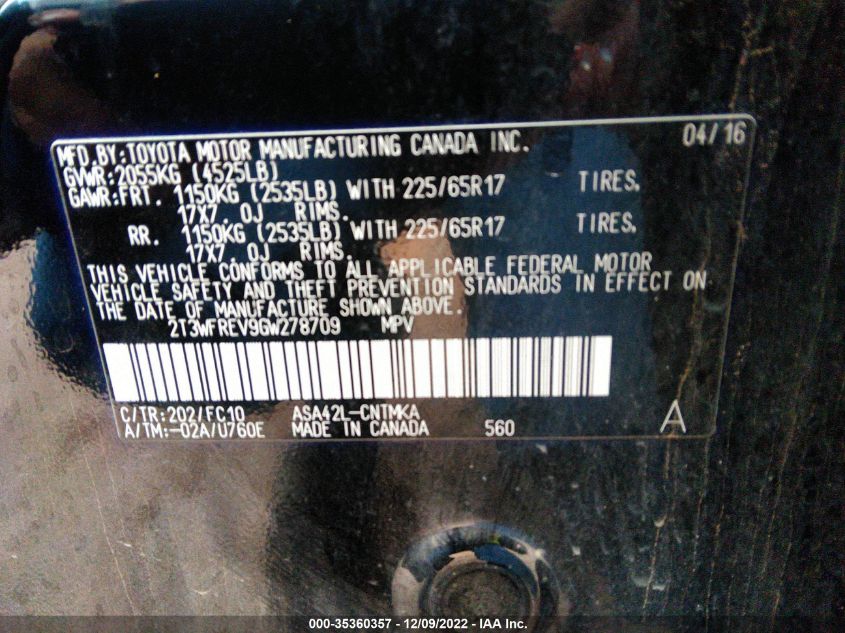 MFD.BY:TOYOTA MOTOR MANUFACTURING CANADA INC. 04/16
GVWR:2055KG (4525LB)
GAWR:FRT. 1150KG (2535LB) WITH 225/65R17 TIRES.
17X7.0J RIMS.
RR. 1150KG (2535LB) WITH 225/65R17 TIRES.
17X7.0J RIMS.
THIS VEHICLE CONFORMS TO ALL APPLICABLE FEDERAL MOTOR
VEHICLE SAFETY AND THEFT PREVENTION STANDARDS IN EFFECT ON
THE DATE OF MANUFACTURE SHOWN ABOVE.
2T3WFREV9GW278709 MPV
C/TR:202/FC10 ASA42L-CNTMKA
A/TM:-02A/U760E MADE IN CANADA 560 A
000-35360357 - 12/09/2022 - IAA Inc.